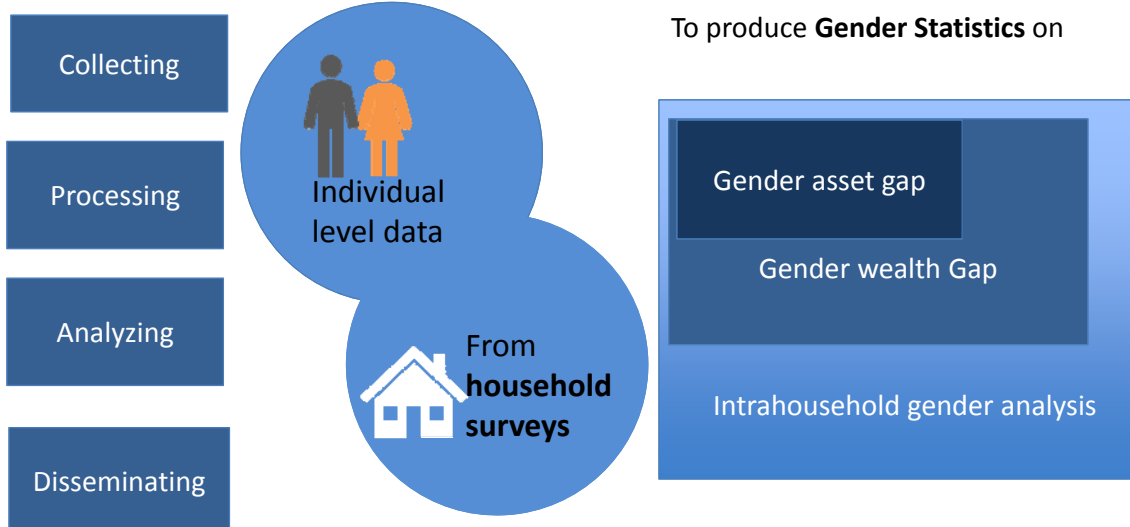 Collecting
Processing
Analyzing
Disseminating
Individual
level data
From
household
surveys
To produce Gender Statistics on
Gender asset gap
Gender wealth Gap
Intrahousehold gender analysis